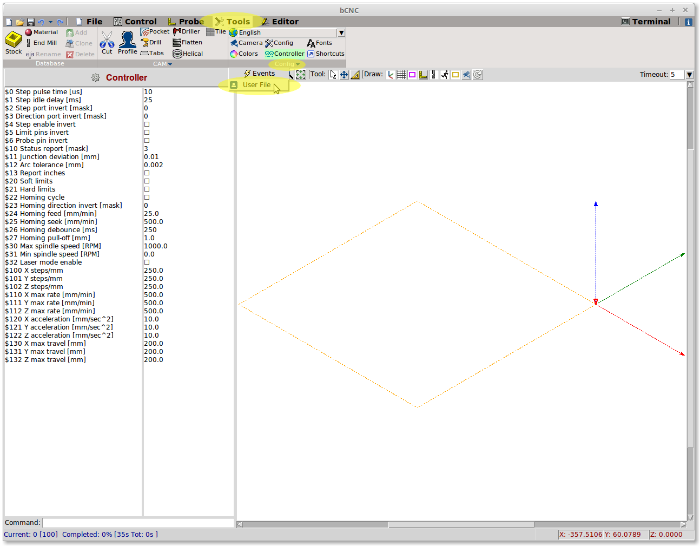 bCNC
File Control Probe Tools Editor Terminal
Material Add Pocket Driller Tile English
End Mill Clone Drill Flatten Camera Config Fonts
Stock Rename Delete Cut Profile Tabs Helical Colors Controller Shortcuts
Database CAM Config
Controller
Events Tool: Draw: Timeout: 5
User File
$0 Step pulse time [us] 10
$1 Step idle delay [ms] 25
$2 Step port invert [mask] 0
$3 Direction port invert [mask] 0
$4 Step enable invert
$5 Limit pins invert
$6 Probe pin invert
$10 Status report [mask] 3
$11 Junction deviation [mm] 0.01
$12 Arc tolerance [mm] 0.002
$13 Report inches
$20 Soft limits
$21 Hard limits
$22 Homing cycle
$23 Homing direction invert [mask] 0
$24 Homing feed [mm/min] 25.0
$25 Homing seek [mm/min] 500.0
$26 Homing debounce [ms] 250
$27 Homing pull-off [mm] 1.0
$30 Max spindle speed [RPM] 1000.0
$31 Min spindle speed [RPM] 0.0
$32 Laser mode enable
$100 X steps/mm 250.0
$101 Y steps/mm 250.0
$102 Z steps/mm 250.0
$110 X max rate [mm/min] 500.0
$111 Y max rate [mm/min] 500.0
$112 Z max rate [mm/min] 500.0
$120 X acceleration [mm/sec^2] 10.0
$121 Y acceleration [mm/sec^2] 10.0
$122 Z acceleration [mm/sec^2] 10.0
$130 X max travel [mm] 200.0
$131 Y max travel [mm] 200.0
$132 Z max travel [mm] 200.0
Command:
Current: 0 [100] Completed: 0% [35s Tot: 0s ] X: -357.5106 Y: 60.0789 Z: 0.0000